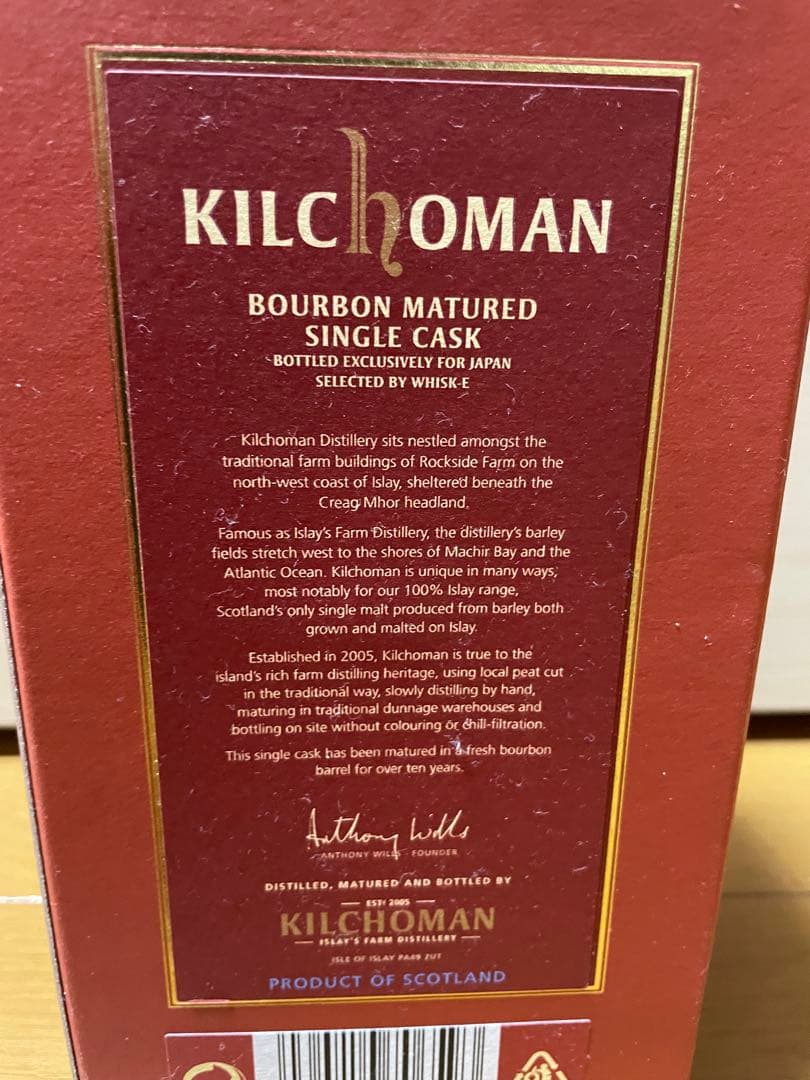 KILCHOMAN
BOURBON MATURED
SINGLE CASK
BOTTLED EXCLUSIVELY FOR JAPAN
SELECTED BY WHISK-E
Kilchoman Distillery sits nestled amongst the
traditional farm buildings of Rockside Farm on the
north-west coast of Islay, sheltered beneath the
Creag Mhor headland.
Famous as Islay's Farm Distillery, the distillery's barley
fields stretch west to the shores of Machir Bay and the
Atlantic Ocean. Kilchoman is unique in many ways,
most notably for our 100% Islay range,
Scotland's only single malt produced from barley both
grown and malted on Islay.
Established in 2005, Kilchoman is true to the
island's rich farm distilling heritage, using local peat cut
in the traditional way, slowly distilling by hand,
maturing in traditional dunnage warehouses and
bottling on site without colouring or chill-filtration.
This single cask has been matured in a fresh bourbon
barrel for over ten years.
Anthony Wills
ANTHONY WILLS - FOUNDER
DISTILLED, MATURED AND BOTTLED BY
EST. 2005
KILCHOMAN
ISLAY'S FARM DISTILLERY
ISLE OF ISLAY PA49 7UT
PRODUCT OF SCOTLAND